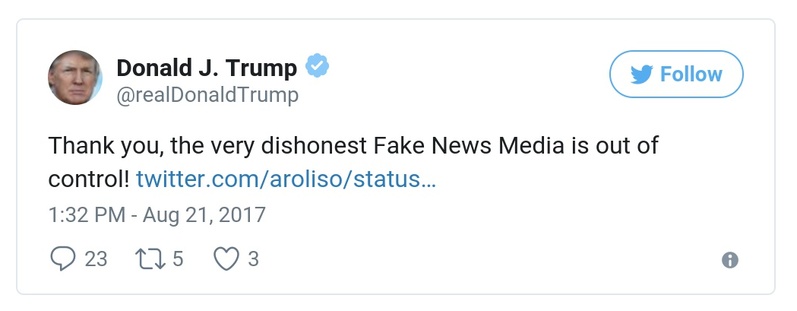 Donald J. Trump
@realDonaldTrump
Follow
Thank you, the very dishonest Fake News Media is out of
control! twitter.com/aroliso/status…
1:32 PM - Aug 21, 2017
23 5 3